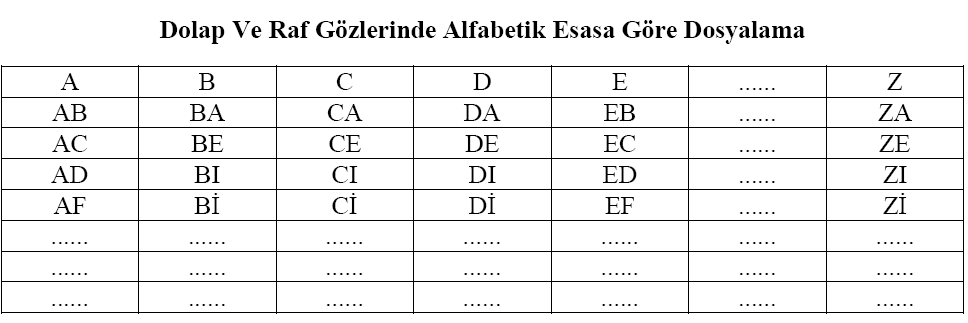 Dolap Ve Raf Gözlerinde Alfabetik Esasa Göre Dosyalama
A B C D E ...... Z
AB BA CA DA EB ...... ZA
AC BE CE DE EC ...... ZE
AD BI CI DI ED ...... ZI
AF Bİ Cİ Dİ EF ...... Zİ
...... ...... ...... ...... ...... ...... ......
...... ...... ...... ...... ...... ...... ......
...... ...... ...... ...... ...... ...... ......